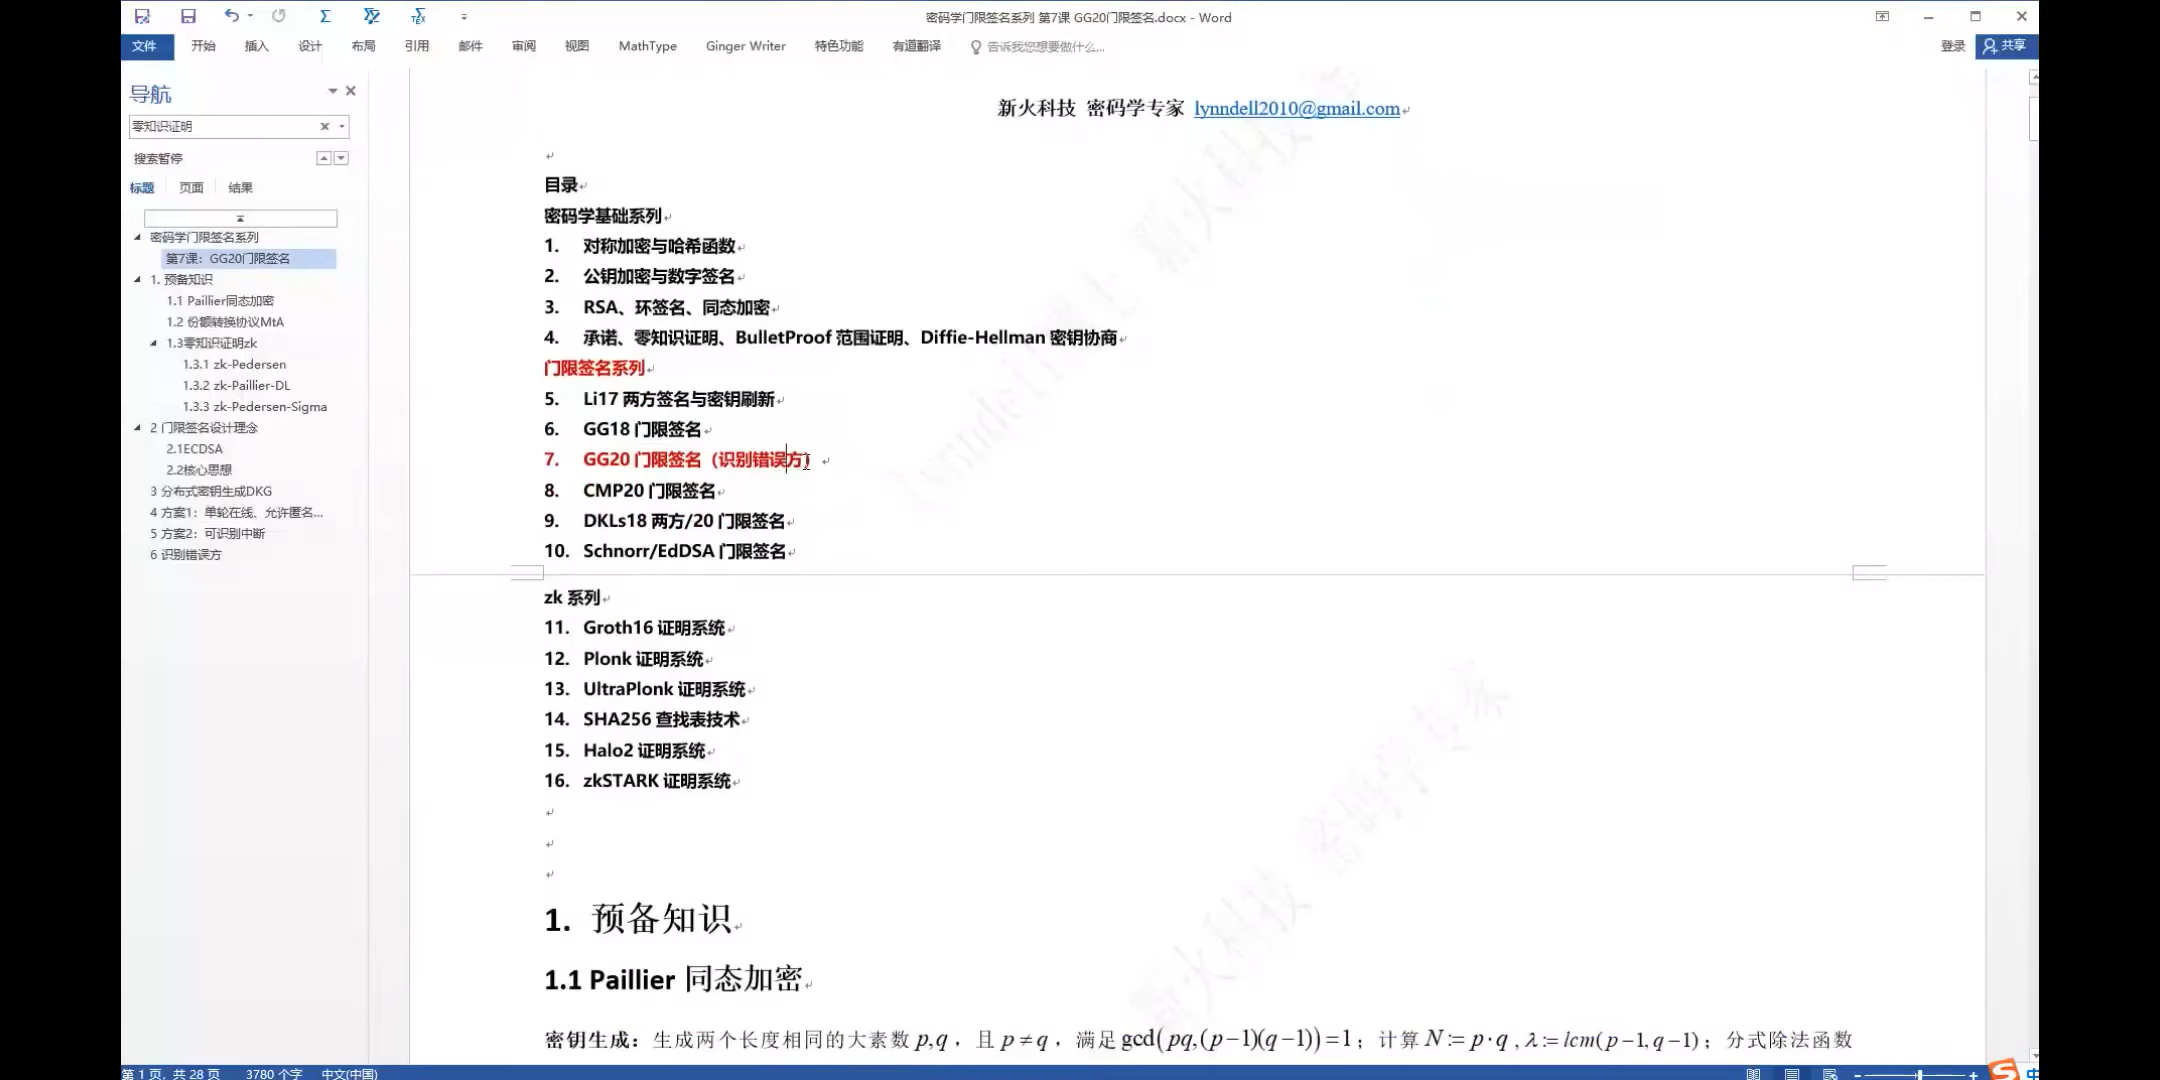 密码学门限签名系列 第7课 GG20门限签名.docx - Word
文件 开始 插入 设计 布局 引用 邮件 审阅 视图 MathType Ginger Writer 特色功能 有道翻译 告诉我您想要做什么... 登录 共享
导航
零知识证明
搜索暂停
标题 页面 结果
密码学门限签名系列
第7课：GG20门限签名
1. 预备知识
1.1 Paillier同态加密
1.2 份额转换协议MtA
1.3零知识证明zk
1.3.1 zk-Pedersen
1.3.2 zk-Paillier-DL
1.3.3 zk-Pedersen-Sigma
2 门限签名设计理念
2.1ECDSA
2.2核心思想
3 分布式密钥生成DKG
4 方案1：单轮在线、允许匿名...
5 方案2：可识别中断
6 识别错误方
新火科技 密码学专家 lynndell2010@gmail.com
目录
密码学基础系列
1. 对称加密与哈希函数
2. 公钥加密与数字签名
3. RSA、环签名、同态加密
4. 承诺、零知识证明、BulletProof 范围证明、Diffie-Hellman 密钥协商
门限签名系列
5. Li17 两方签名与密钥刷新
6. GG18 门限签名
7. GG20 门限签名（识别错误方）
8. CMP20 门限签名
9. DKLs18 两方/20 门限签名
10. Schnorr/EdDSA 门限签名
zk 系列
11. Groth16 证明系统
12. Plonk 证明系统
13. UltraPlonk 证明系统
14. SHA256 查找表技术
15. Halo2 证明系统
16. zkSTARK 证明系统
1. 预备知识
1.1 Paillier 同态加密
密钥生成：生成两个长度相同的大素数 p,q，且 p≠q，满足 gcd(pq,(p−1)(q−1))=1；计算 N:=p·q,λ:=lcm(p−1,q−1)；分式除法函数
第 1 页，共 28 页 3780 个字 中文(中国)